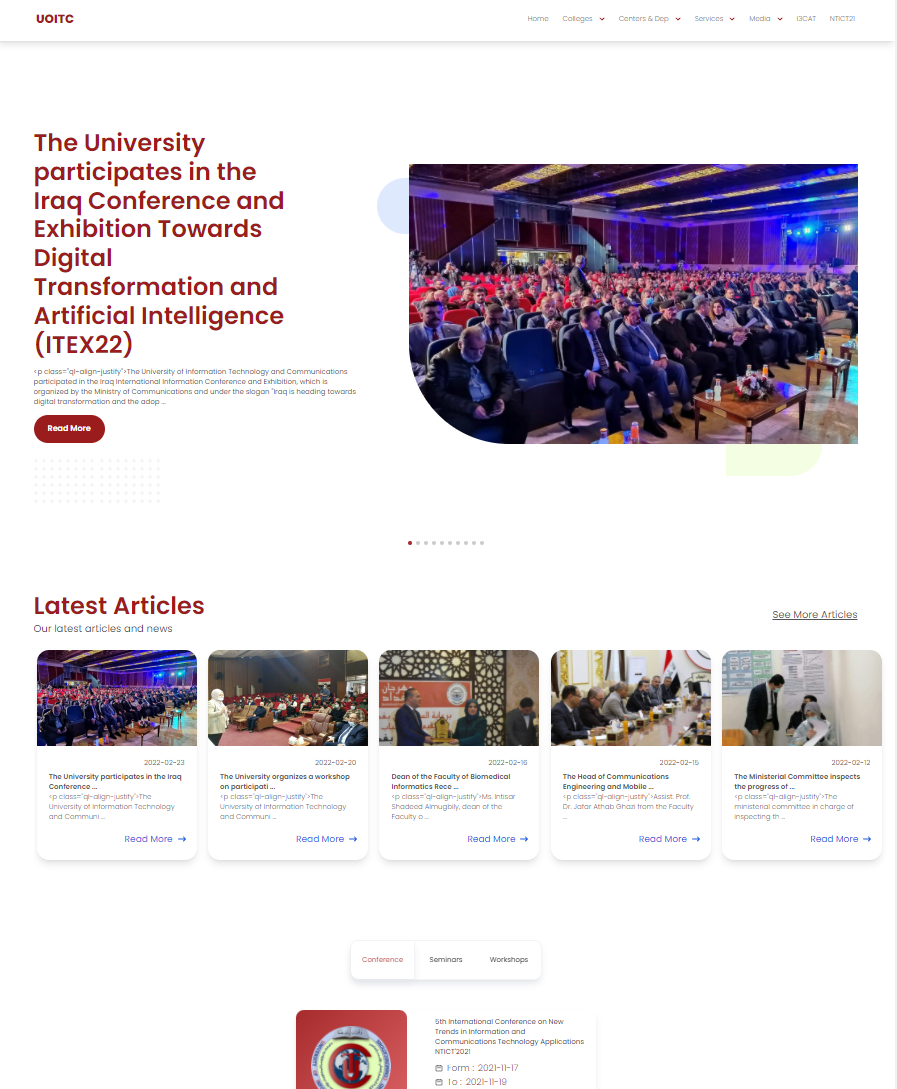 UOITC
Home Colleges Centers & Dep Services Media I3CAT NTICT21
The University
participates in the
Iraq Conference and
Exhibition Towards
Digital
Transformation and
Artificial Intelligence
(ITEX22)
<p class="ql-align-justify">The University of Information Technology and Communications
participated in the Iraq International Information Conference and Exhibition, which is
organized by the Ministry of Communications and under the slogan "Iraq is heading towards
digital transformation and the adop ...
Read More
Latest Articles
Our latest articles and news
See More Articles
2022-02-23
The University participates in the Iraq
Conference ...
<p class="ql-align-justify">The
University of Information Technology
and Communi ...
Read More →
2022-02-20
The University organizes a workshop
on participati ...
<p class="ql-align-justify">The
University of Information Technology
and Communi ...
Read More →
2022-02-16
Dean of the Faculty of Biomedical
Informatics Rece ...
<p class="ql-align-justify">Ms. Intisar
Shadeed Almugbily, dean of the
Faculty o ...
Read More →
2022-02-15
The Head of Communications
Engineering and Mobile ...
<p class="ql-align-justify">Assist. Prof.
Dr. Jafar Athab Ghazi from the Faculty
...
Read More →
2022-02-12
The Ministerial Committee inspects
the progress of ...
<p class="ql-align-justify">The
ministerial committee in charge of
inspecting th ...
Read More →
Conference Seminars Workshops
5th International Conference on New
Trends in Information and
Communications Technology Applications
NTICT'2021
Form : 2021-11-17
To : 2021-11-19